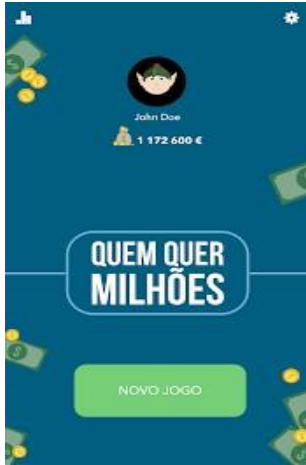 John Doe
1 172 600 €
QUEM QUER
MILHÕES
NOVO JOGO